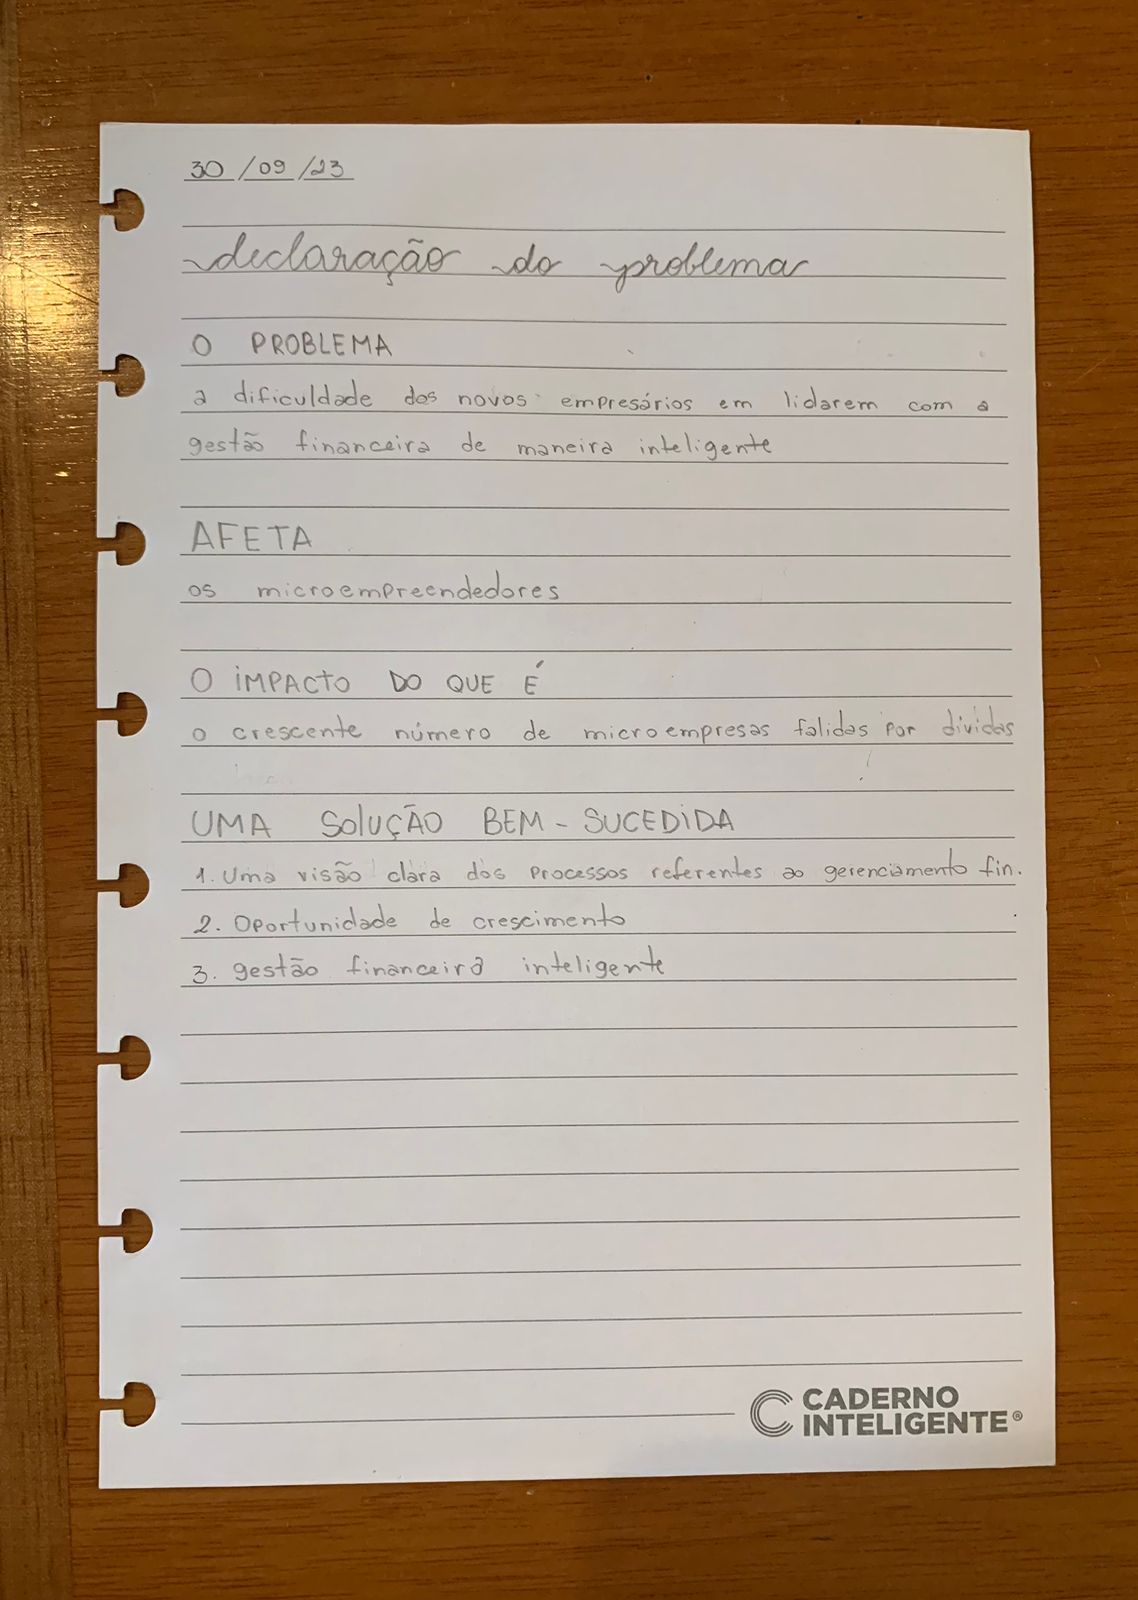 30/09/23
declaração do problema
O PROBLEMA
a dificuldade dos novos empresários em lidarem com a
gestão financeira de maneira inteligente
AFETA
os microempreendedores
O IMPACTO DO QUE É
o crescente número de microempresas falidas por dívidas
UMA SOLUÇÃO BEM-SUCEDIDA
1. Uma visão clara dos processos referentes ao gerenciamento fin.
2. Oportunidade de crescimento
3. gestão financeira inteligente
CADERNO
INTELIGENTE®